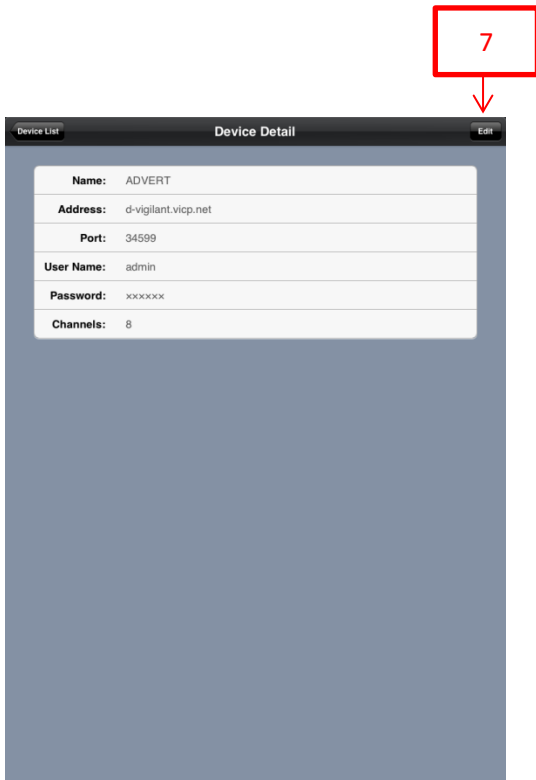 7
Device List Device Detail Edit
Name: ADVERT
Address: d-vigilant.vicp.net
Port: 34599
User Name: admin
Password: xxxxxx
Channels: 8